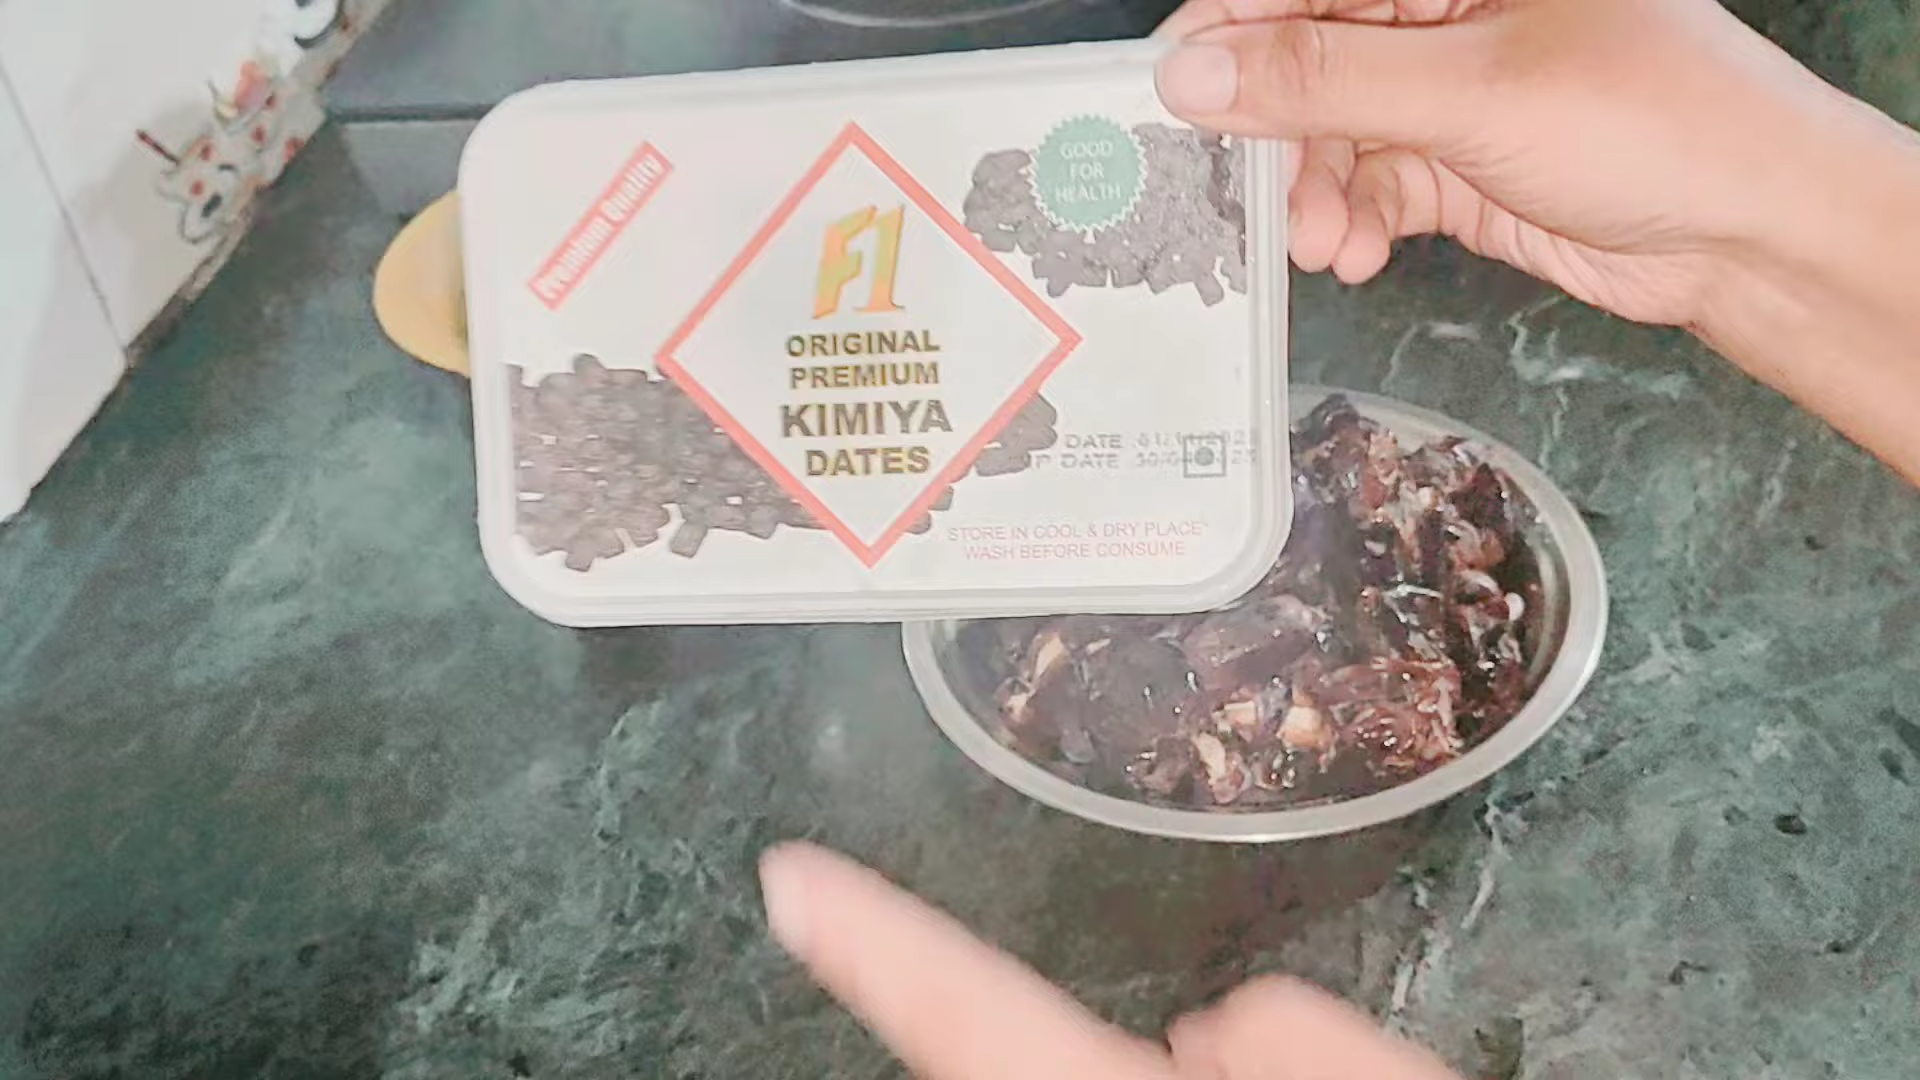 Premium Quality
GOOD
FOR
HEALTH
F1
ORIGINAL
PREMIUM
KIMIYA
DATES
DATE
DATE
STORE IN COOL & DRY PLACE
WASH BEFORE CONSUME